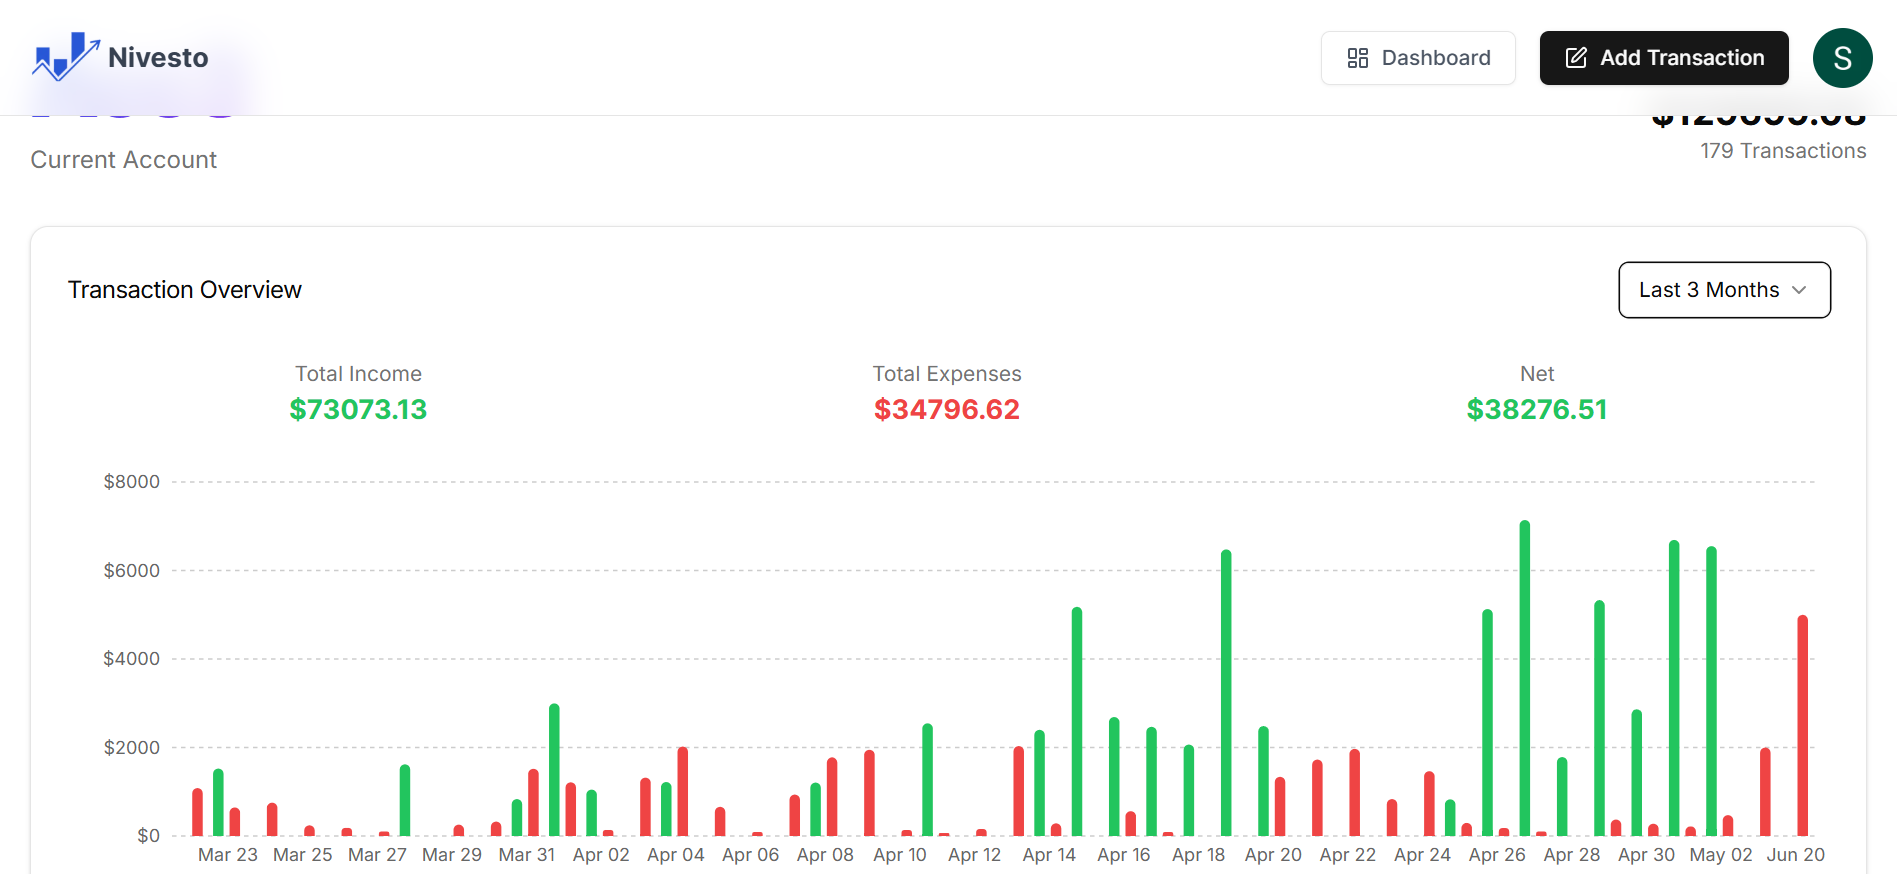 Nivesto
Dashboard
Add Transaction
S
Current Account
179 Transactions
Transaction Overview
Last 3 Months
Total Income
Total Expenses
Net
$73073.13
$34796.62
$38276.51
$8000
$6000
$4000
$2000
$0
Mar 23 Mar 25 Mar 27 Mar 29 Mar 31 Apr 02 Apr 04 Apr 06 Apr 08 Apr 10 Apr 12 Apr 14 Apr 16 Apr 18 Apr 20 Apr 22 Apr 24 Apr 26 Apr 28 Apr 30 May 02 Jun 20